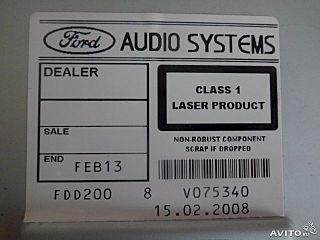 Ford AUDIO SYSTEMS
DEALER
CLASS 1
LASER PRODUCT
SALE
NON-ROBUST COMPONENT
SCRAP IF DROPPED
END FEB13
FDD200 8 V075340
15.02.2008
AVITO.ru